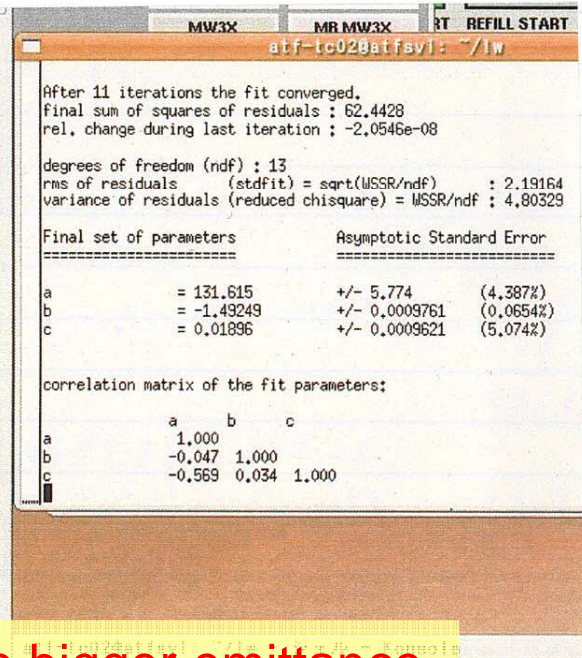 MW3X MR MW3X RT REFILL START
atf-tc02@atfsv1: ~/lw
After 11 iterations the fit converged.
final sum of squares of residuals : 62.4428
rel. change during last iteration : -2.0546e-08
degrees of freedom (ndf) : 13
rms of residuals (stdfit) = sqrt(WSSR/ndf) : 2.19164
variance of residuals (reduced chisquare) = WSSR/ndf : 4.80329
Final set of parameters Asymptotic Standard Error
======================= ==========================
a = 131.615 +/- 5.774 (4.387%)
b = -1.49249 +/- 0.0009761 (0.0654%)
c = 0.01896 +/- 0.0009621 (5.074%)
correlation matrix of the fit parameters:
a b c
a 1.000
b -0.047 1.000
c -0.569 0.034 1.000
bigger emittance